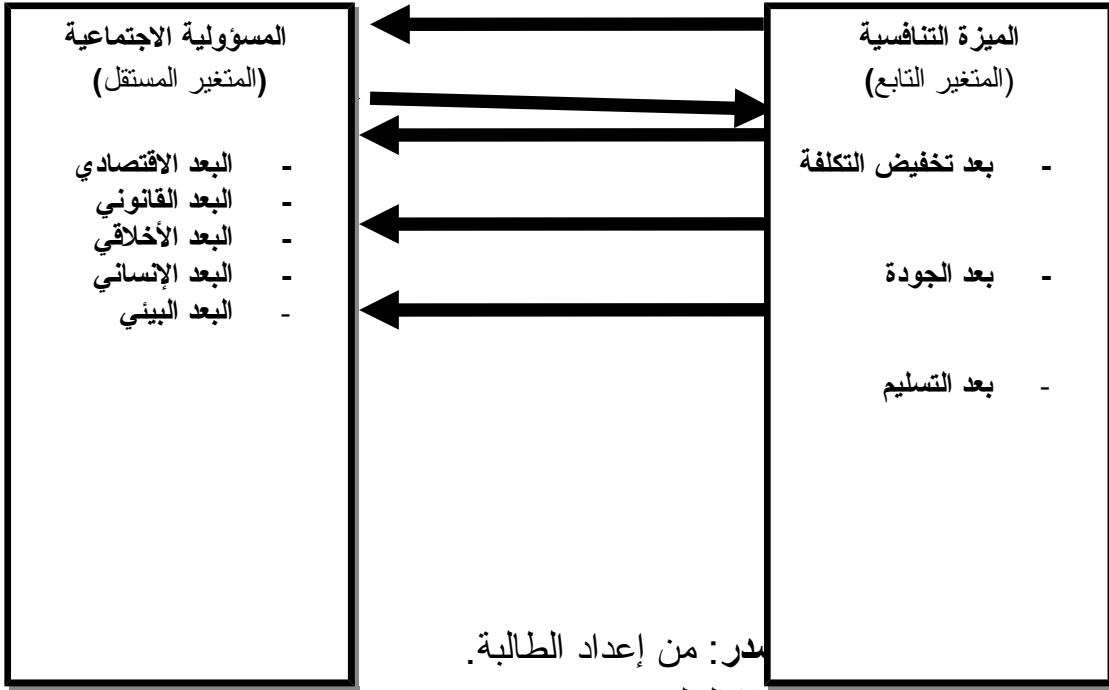 الميزة التنافسية
(المتغير التابع)
- بعد تخفيض التكلفة
- بعد الجودة
- بعد التسليم
المسؤولية الاجتماعية
(المتغير المستقل)
- البعد الاقتصادي
- البعد القانوني
- البعد الأخلاقي
- البعد الإنساني
- البعد البيئي
: من إعداد الطالبة.